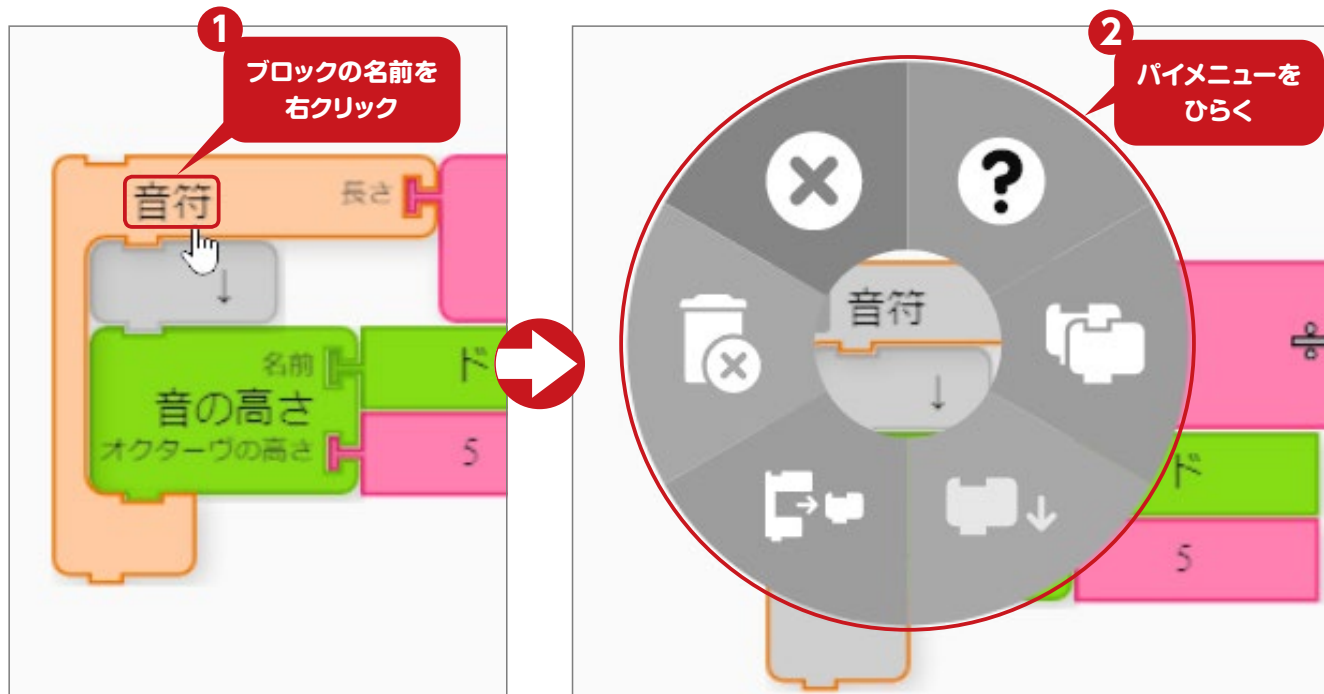 1
ブロックの名前を
右クリック
音符
長さ
↓
名前
ド
音の高さ
オクターヴの高さ
5
2
パイメニューを
ひらく
?
音符
↓
÷
ド
5